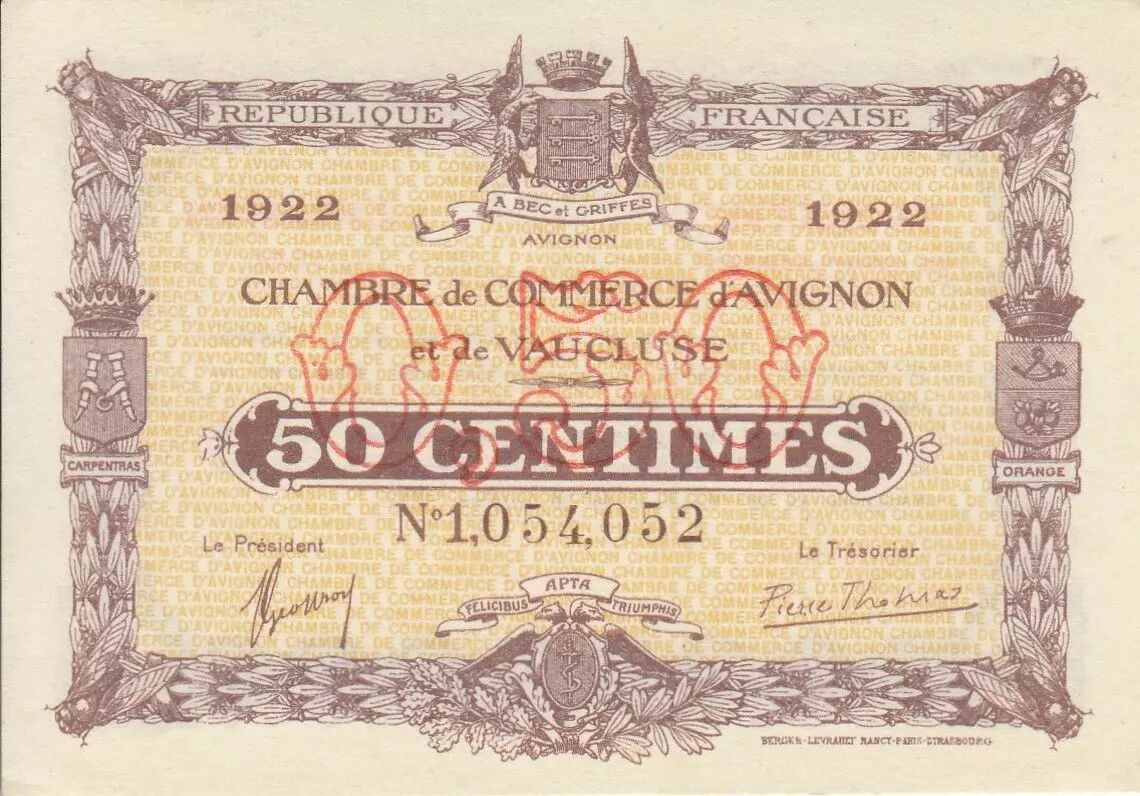 REPUBLIQUE FRANÇAISE
1922 1922
A BEC et GRIFFES
AVIGNON
CHAMBRE de COMMERCE d'AVIGNON
et de VAUCLUSE
0,50
50 CENTIMES
CARPENTRAS
ORANGE
Nº 1,054,052
Le Président
Le Trésorier
Geoffroy
Pierre Thomas
APTA
FELICIBUS TRIUMPHIS
BERGER-LEVRAULT NANCY-PARIS-STRASBOURG